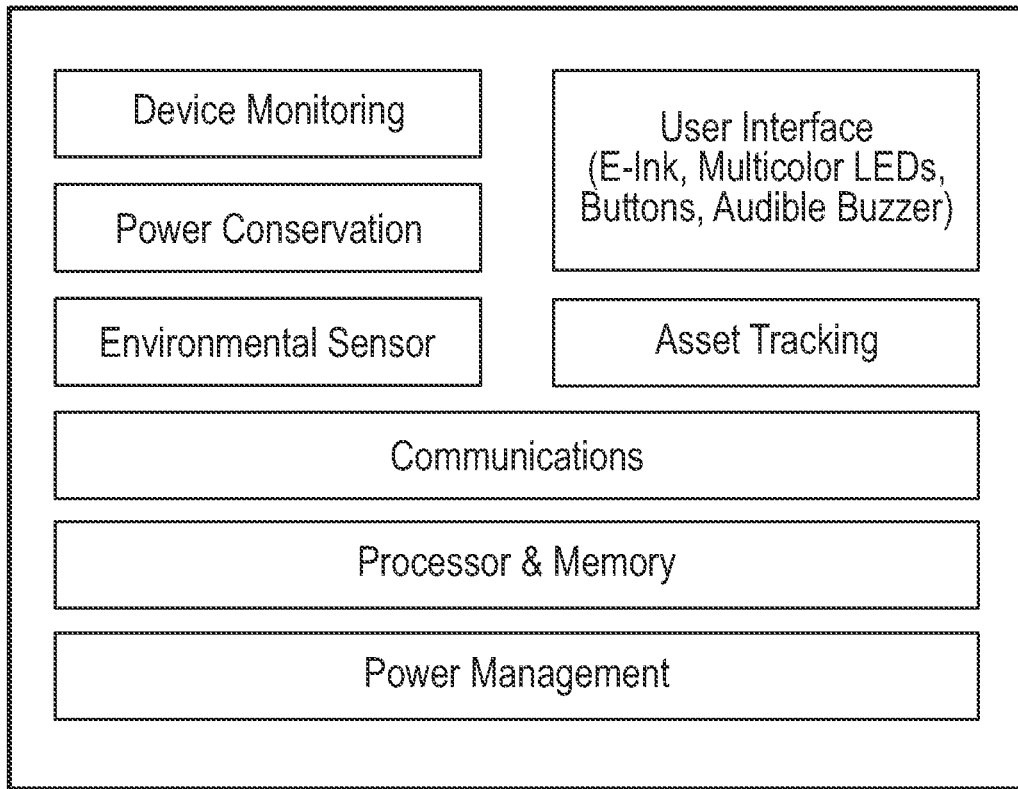 Device Monitoring
Power Conservation
Environmental Sensor
User Interface
(E-Ink, Multicolor LEDs,
Buttons, Audible Buzzer)
Asset Tracking
Communications
Processor & Memory
Power Management